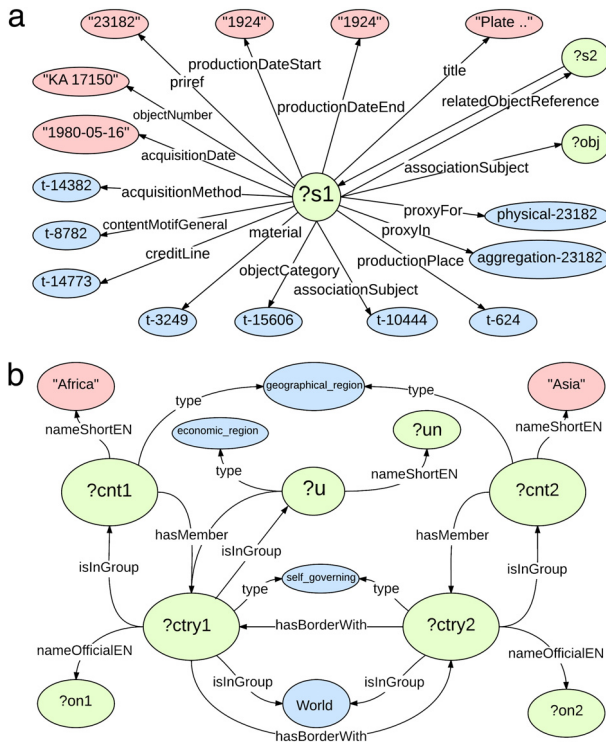 a
"23182"
"1924"
"1924"
"Plate .."
?s2
productionDateStart
priref
title
"KA 17150"
relatedObjectReference
objectNumber
productionDateEnd
"1980-05-16"
?obj
acquisitionDate
associationSubject
t-14382
acquisitionMethod
?s1
proxyFor
physical-23182
t-8782
contentMotifGeneral
material
proxyIn
creditLine
productionPlace
aggregation-23182
t-14773
objectCategory
associationSubject
t-3249
t-15606
t-10444
t-624
b
"Africa"
geographical_region
"Asia"
type
type
nameShortEN
economic_region
?un
nameShortEN
type
nameShortEN
?cnt1
?u
?cnt2
hasMember
hasMember
isInGroup
isInGroup
isInGroup
type
self_governing
type
?ctry1
hasBorderWith
?ctry2
nameOfficialEN
isInGroup
isInGroup
nameOfficialEN
?on1
World
?on2
hasBorderWith